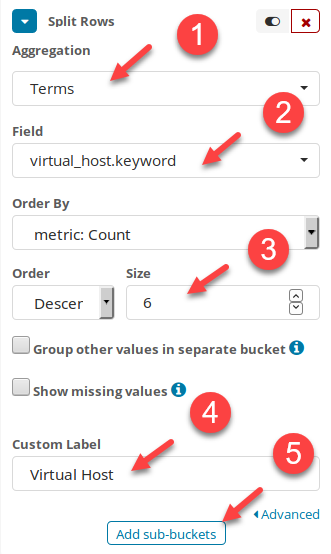 Split Rows
Aggregation
1
Terms
Field
2
virtual_host.keyword
Order By
metric: Count
3
Order Size
Descer 6
Group other values in separate bucket
Show missing values
4
Custom Label
5
Virtual Host
Advanced
Add sub-buckets